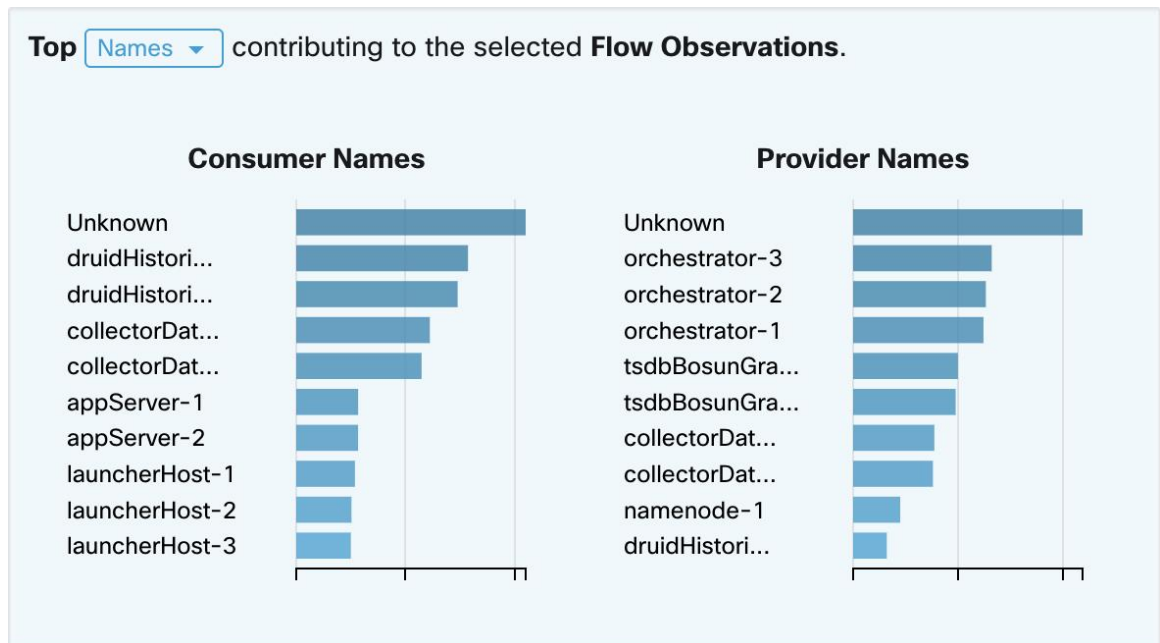 Top Names contributing to the selected Flow Observations.
Consumer Names
Unknown
druidHistori...
druidHistori...
collectorDat...
collectorDat...
appServer-1
appServer-2
launcherHost-1
launcherHost-2
launcherHost-3
Provider Names
Unknown
orchestrator-3
orchestrator-2
orchestrator-1
tsdbBosunGra...
tsdbBosunGra...
collectorDat...
collectorDat...
namenode-1
druidHistori...